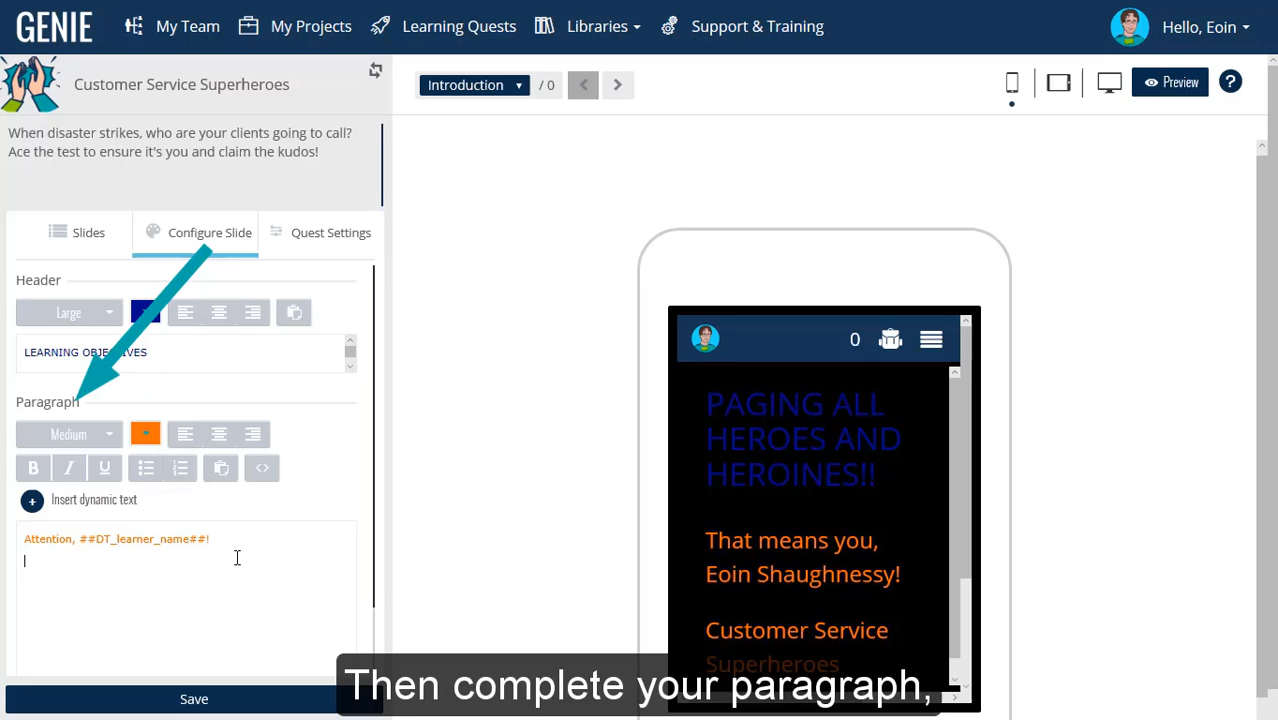 GENIE My Team My Projects Learning Quests Libraries Support & Training Hello, Eoin
Customer Service Superheroes
When disaster strikes, who are your clients going to call?
Ace the test to ensure it's you and claim the kudos!
Introduction / 0 Preview ?
Slides Configure Slide Quest Settings
Header
Large
LEARNING OBJECTIVES
Paragraph
Medium
B I U
+ Insert dynamic text
Attention, ##DT_learner_name##!
Save
0
PAGING ALL
HEROES AND
HEROINES!!
That means you,
Eoin Shaughnessy!
Customer Service
Superheroes
Then complete your paragraph,